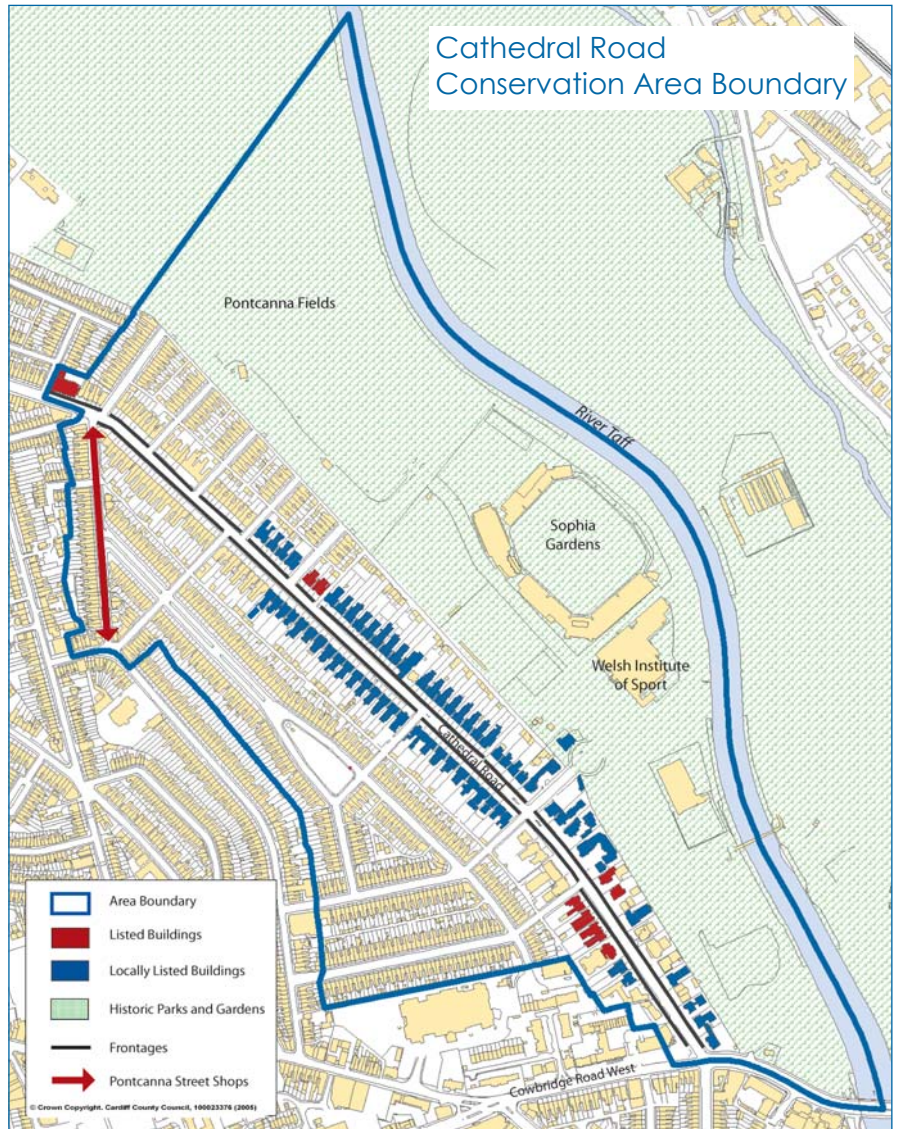 Cathedral Road
Conservation Area Boundary
Pontcanna Fields
River Taff
Sophia
Gardens
Welsh Institute
of Sport
Cathedral Road
Cowbridge Road West
Area Boundary
Listed Buildings
Locally Listed Buildings
Historic Parks and Gardens
Frontages
Pontcanna Street Shops
© Crown Copyright. Cardiff County Council, 100023376 (2005)